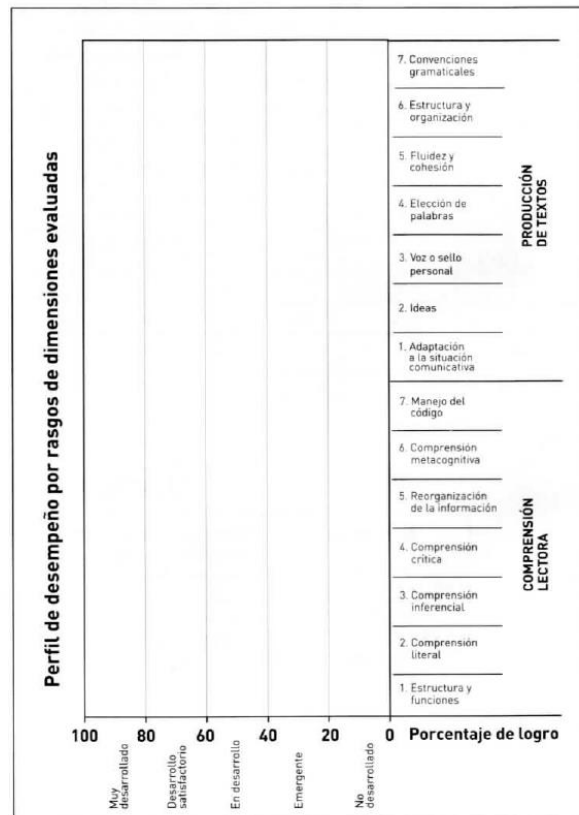 Perfil de desempeño por rasgos de dimensiones evaluadas
7. Convenciones
gramaticales
6. Estructura y
organización
5. Fluidez y
cohesión
4. Elección de
palabras
3. Voz o sello
personal
2. Ideas
1. Adaptación
a la situación
comunicativa
PRODUCCIÓN
DE TEXTOS
7. Manejo del
código
6. Comprensión
metacognitiva
5. Reorganización
de la información
4. Comprensión
crítica
3. Comprensión
inferencial
2. Comprensión
literal
1. Estructura y
funciones
COMPRENSIÓN
LECTORA
100 80 60 40 20 0 Porcentaje de logro
Muy
desarrollado
Desarrollo
satisfactorio
En desarrollo
Emergente
No
desarrollado